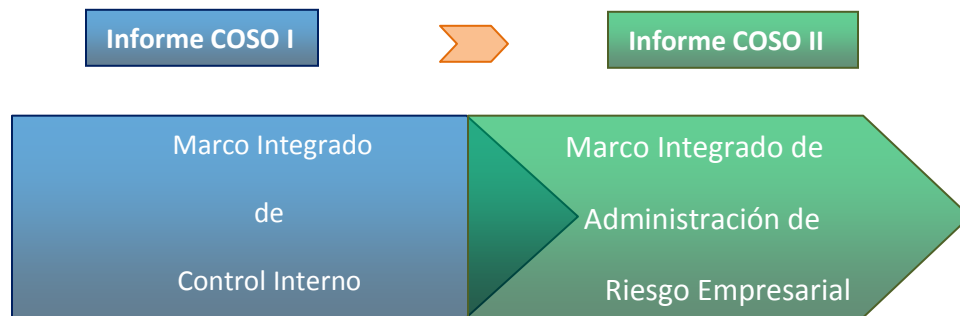 Informe COSO I
Informe COSO II
Marco Integrado
de
Control Interno
Marco Integrado de
Administración de
Riesgo Empresarial